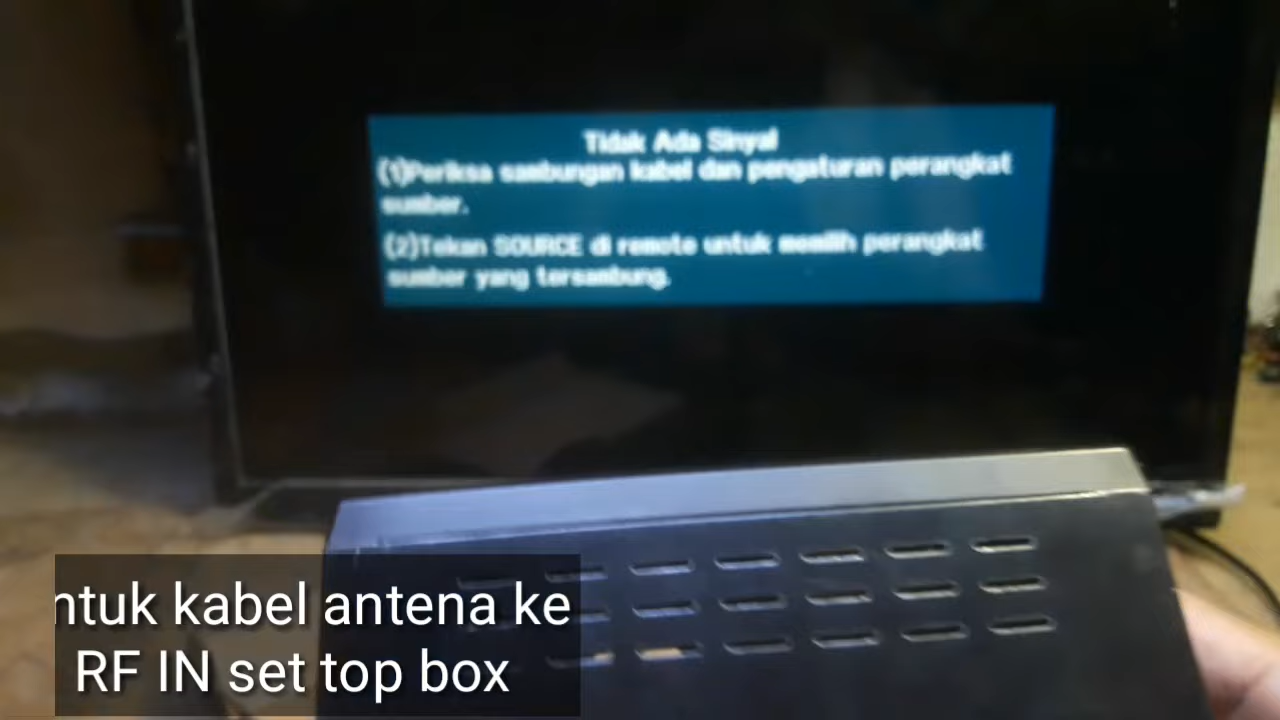 Tidak Ada Sinyal
(1)Periksa sambungan kabel dan pengaturan perangkat
sumber.
(2)Tekan SOURCE di remote untuk memilih perangkat
sumber yang tersambung.
ntuk kabel antena ke
RF IN set top box